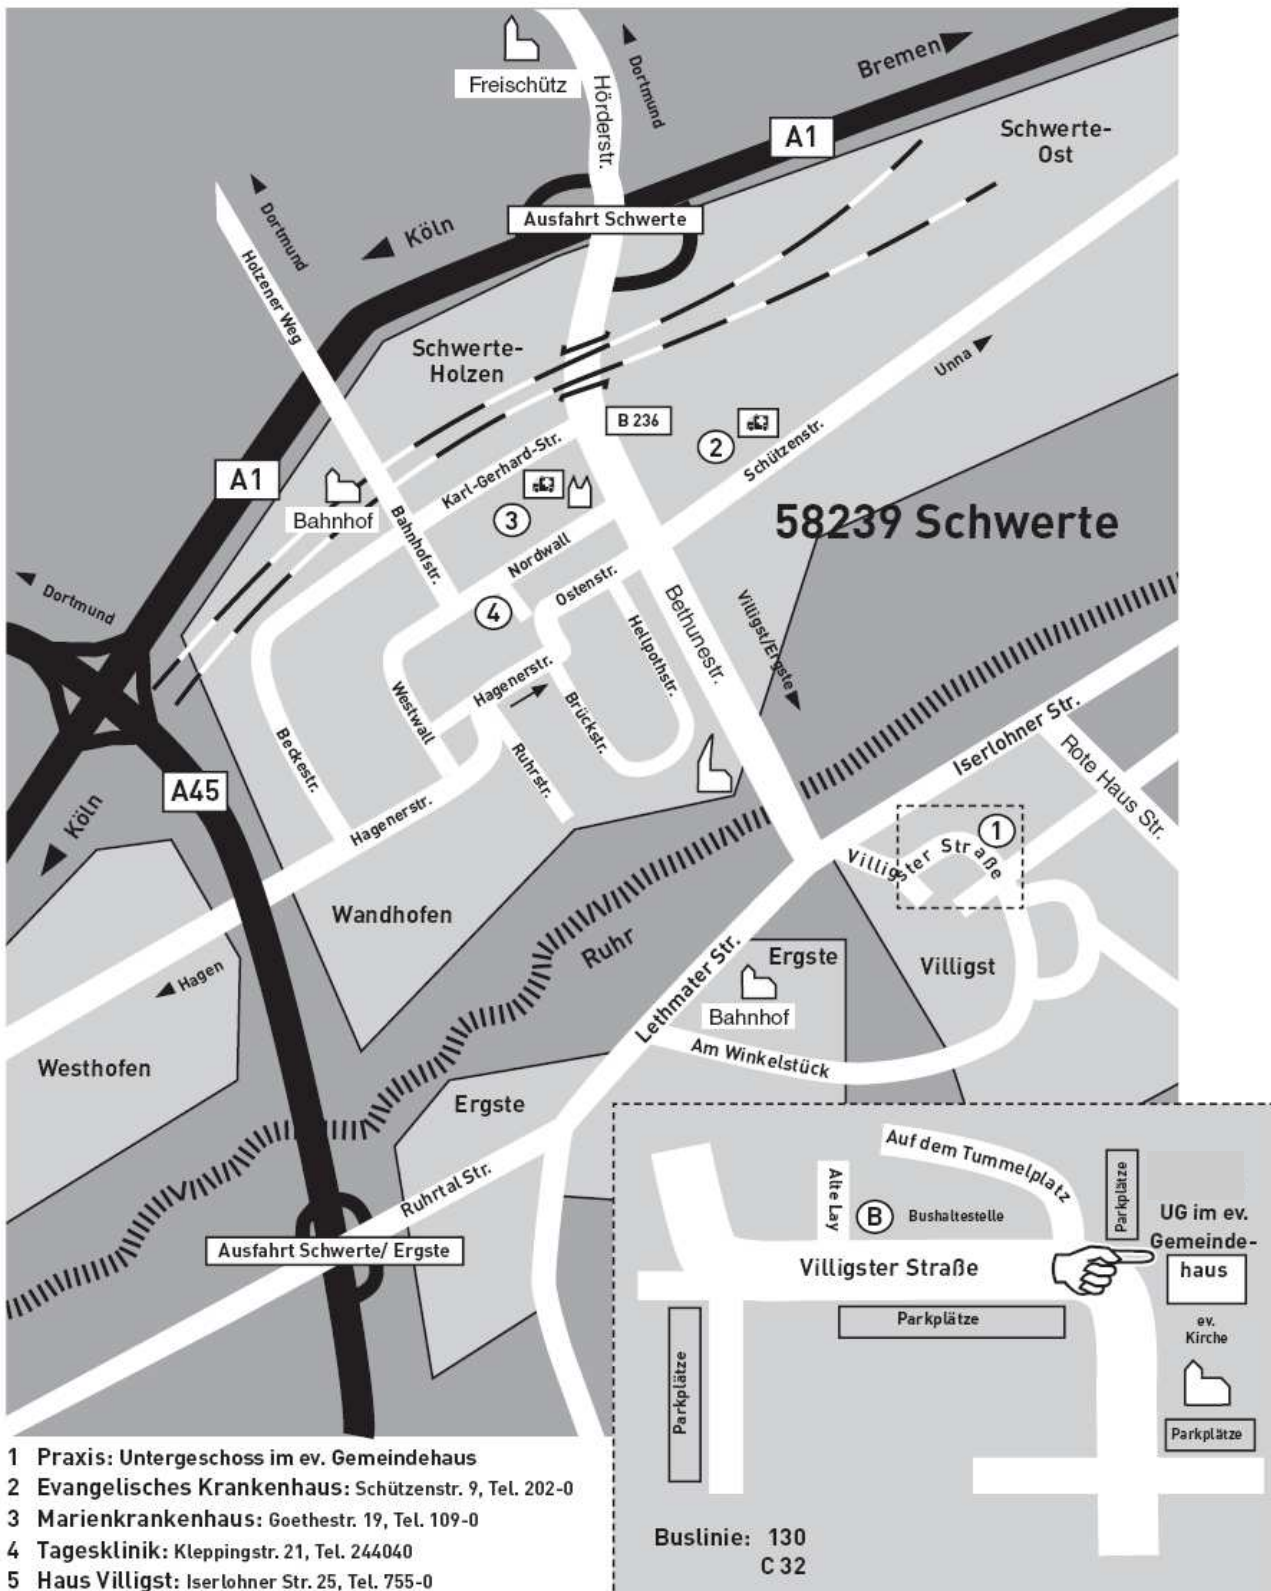 Freischütz
Hörderstr.
Dortmund
Bremen
A1
Schwerte-
Ost
Ausfahrt Schwerte
Köln
Dortmund
Holzener Weg
Schwerte-
Holzen
Unna
B 236
2
Schützenstr.
A1
Bahnhof
Karl-Gerhard-Str.
3
58239 Schwerte
Bahnhofstr.
Nordwall
Ostenstr.
4
Dortmund
Bethunestr.
Villigst/Ergste
Hellpothstr.
Hagenerstr.
Westwall
Brückstr.
Ruhrstr.
Beckestr.
Iserlohner Str.
Rote Haus Str.
A45
Köln
Hagenerstr.
1
Villigster Straße
Wandhofen
Ruhr
Lethmater Str.
Ergste
Bahnhof
Villigst
Hagen
Westhofen
Am Winkelstück
Ergste
Ruhrtal Str.
Ausfahrt Schwerte/ Ergste
Auf dem Tummelplatz
Alte Lay
B
Bushaltestelle
Parkplätze
UG im ev.
Gemeinde-
haus
Villigster Straße
Parkplätze
ev.
Kirche
Parkplätze
Parkplätze
Buslinie: 130
C 32
1 Praxis: Untergeschoss im ev. Gemeindehaus
2 Evangelisches Krankenhaus: Schützenstr. 9, Tel. 202-0
3 Marienkrankenhaus: Goethestr. 19, Tel. 109-0
4 Tagesklinik: Kleppingstr. 21, Tel. 244040
5 Haus Villigst: Iserlohner Str. 25, Tel. 755-0